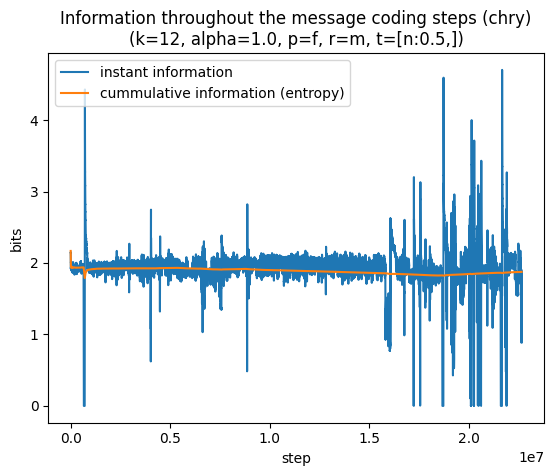 Information throughout the message coding steps (chry)
(k=12, alpha=1.0, p=f, r=m, t=[n:0.5,])
instant information
cummulative information (entropy)
4
3
2
1
0
bits
0.0 0.5 1.0 1.5 2.0
1e7
step